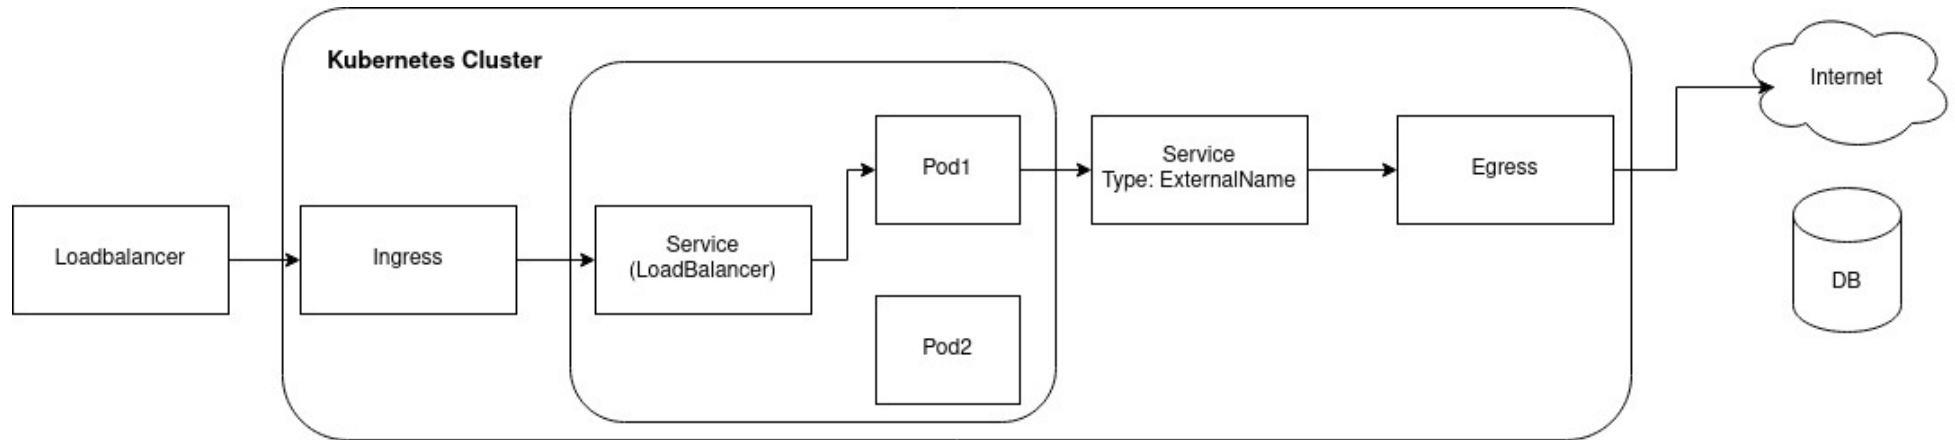 Kubernetes Cluster
Loadbalancer
Ingress
Service
(LoadBalancer)
Pod1
Pod2
Service
Type: ExternalName
Egress
Internet
DB